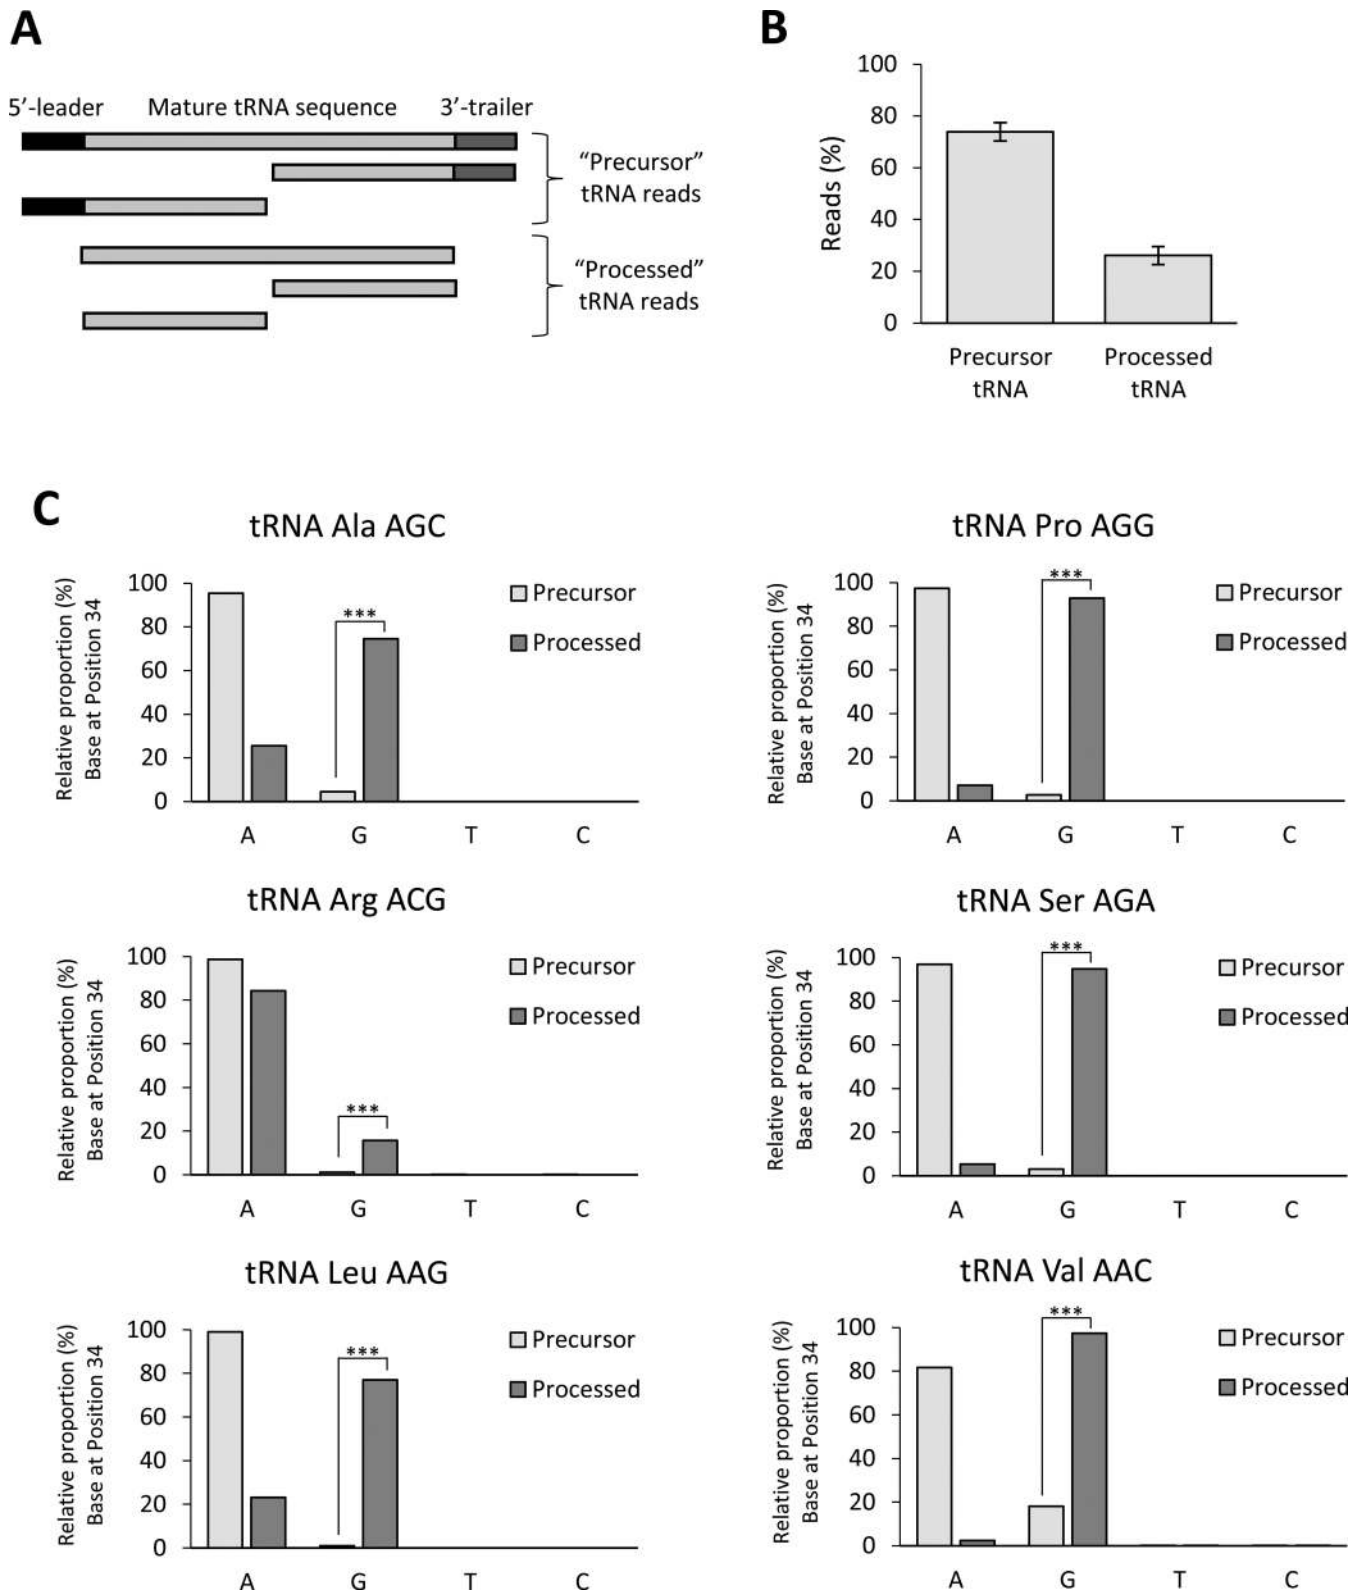 A
5’-leader Mature tRNA sequence 3’-trailer
“Precursor”
tRNA reads
“Processed”
tRNA reads
B
Reads (%)
100
80
60
40
20
0
Precursor
tRNA
Processed
tRNA
C
tRNA Ala AGC
Relative proportion (%)
Base at Position 34
100
80
60
40
20
0
***
Precursor
Processed
A G T C
tRNA Pro AGG
Relative proportion (%)
Base at Position 34
100
80
60
40
20
0
***
Precursor
Processed
A G T C
tRNA Arg ACG
Relative proportion (%)
Base at Position 34
100
80
60
40
20
0
***
Precursor
Processed
A G T C
tRNA Ser AGA
Relative proportion (%)
Base at Position 34
100
80
60
40
20
0
***
Precursor
Processed
A G T C
tRNA Leu AAG
Relative proportion (%)
Base at Position 34
100
80
60
40
20
0
***
Precursor
Processed
A G T C
tRNA Val AAC
Relative proportion (%)
Base at Position 34
100
80
60
40
20
0
***
Precursor
Processed
A G T C